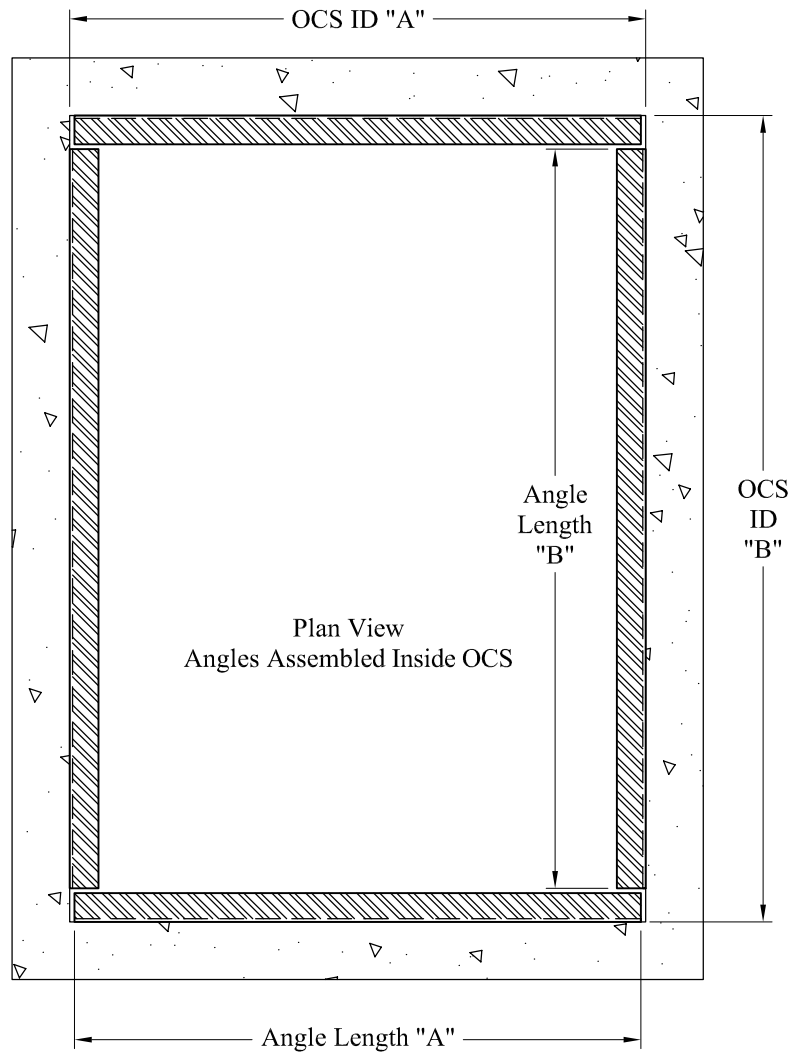 OCS ID "A"
Angle
Length
"B"
OCS
ID
"B"
Plan View
Angles Assembled Inside OCS
Angle Length "A"